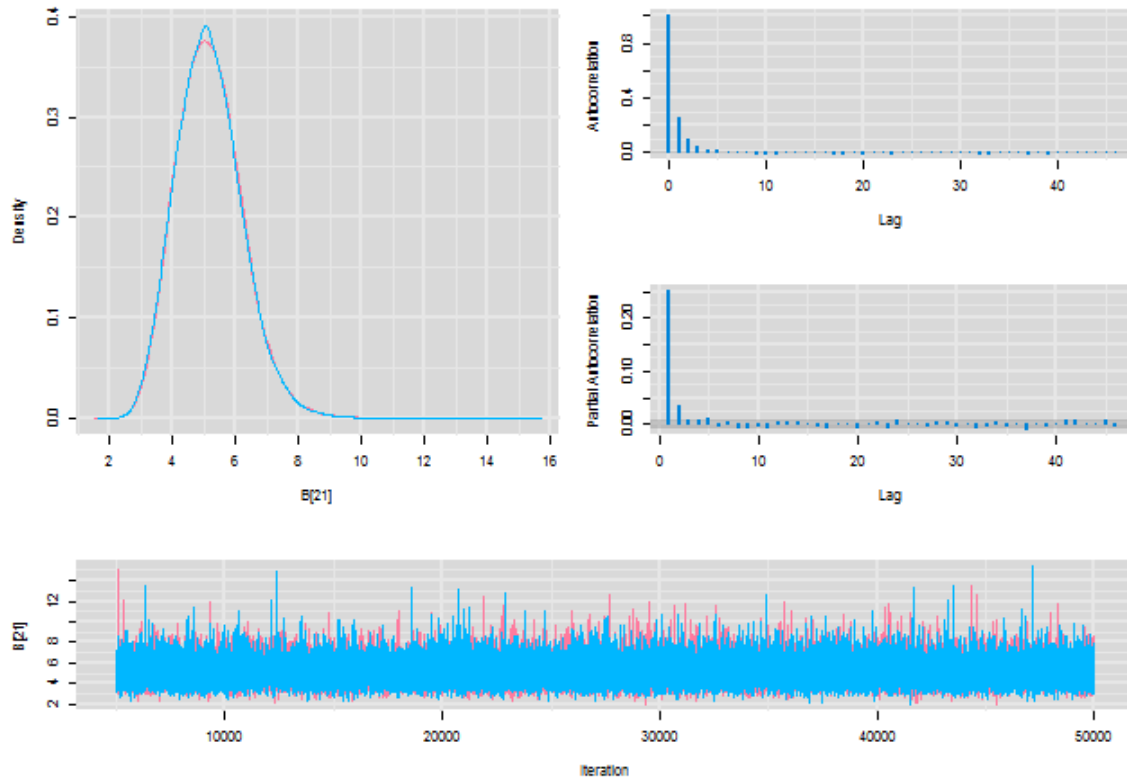 0.4
0.3
0.2
0.1
0.0
Density
2 4 6 8 10 12 14 16
B[21]
0.8
0.4
0.0
Autocorrelation
0 10 20 30 40
Lag
0.20
0.10
0.00
Partial Autocorrelation
0 10 20 30 40
Lag
12
8
6
4
2
B[21]
10000 20000 30000 40000 50000
Iteration